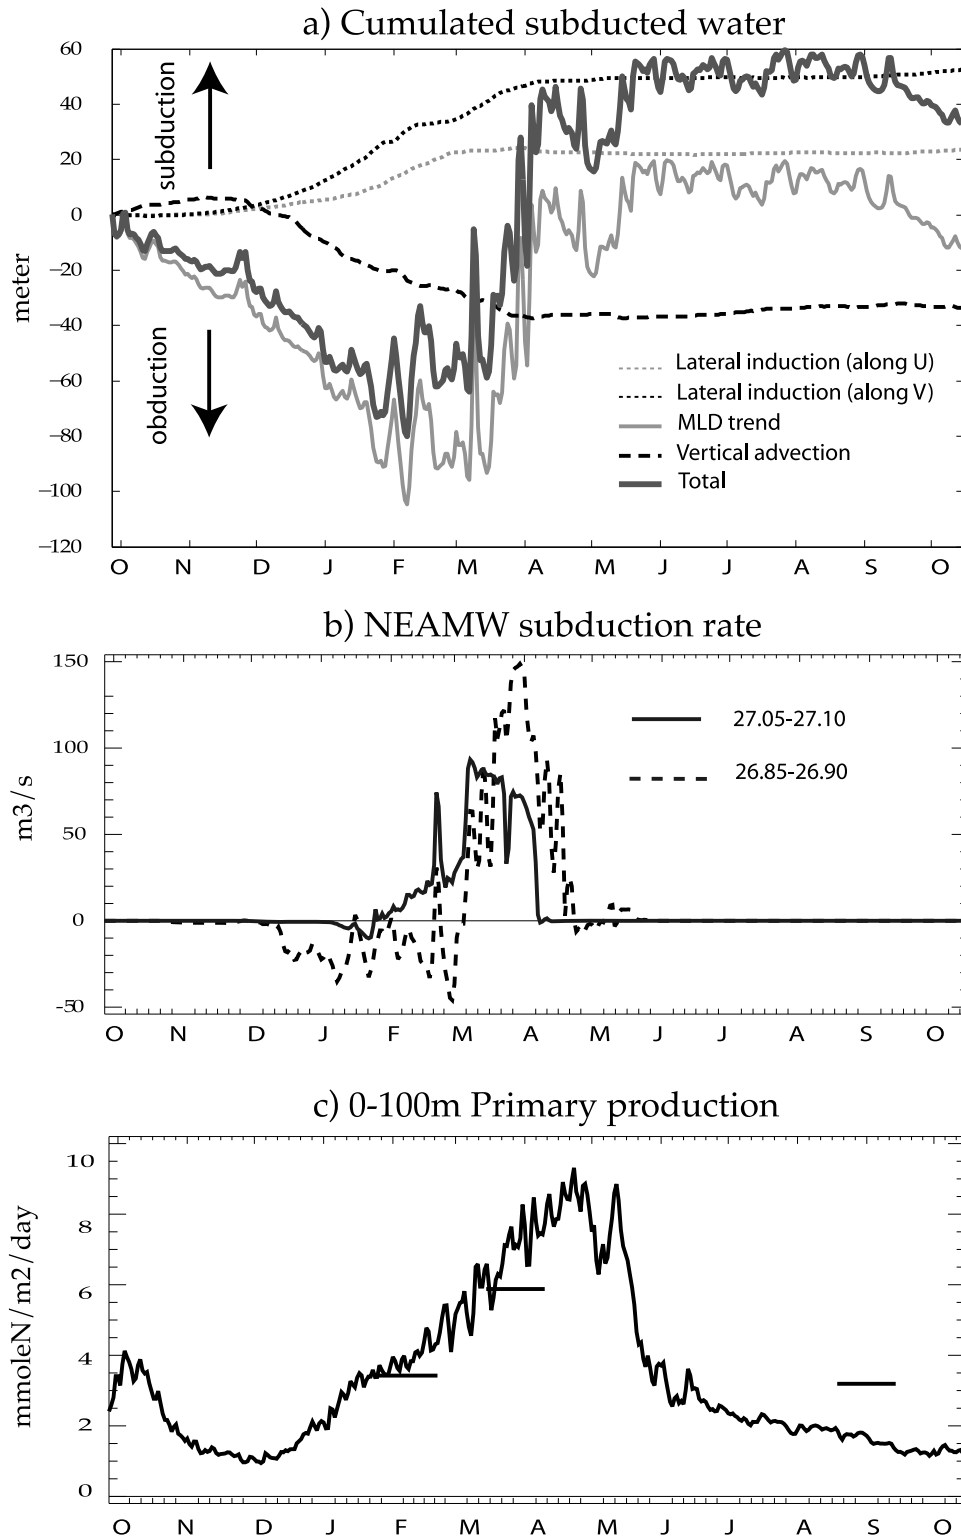 a) Cumulated subducted water
60
40
20
0
−20
−40
−60
−80
−100
−120
meter
subduction
obduction
Lateral induction (along U)
Lateral induction (along V)
MLD trend
Vertical advection
Total
O N D J F M A M J J A S O
b) NEAMW subduction rate
150
100
50
0
-50
m3/s
27.05-27.10
26.85-26.90
O N D J F M A M J J A S O
c) 0-100m Primary production
10
8
6
4
2
0
mmoleN/m2/day
O N D J F M A M J J A S O